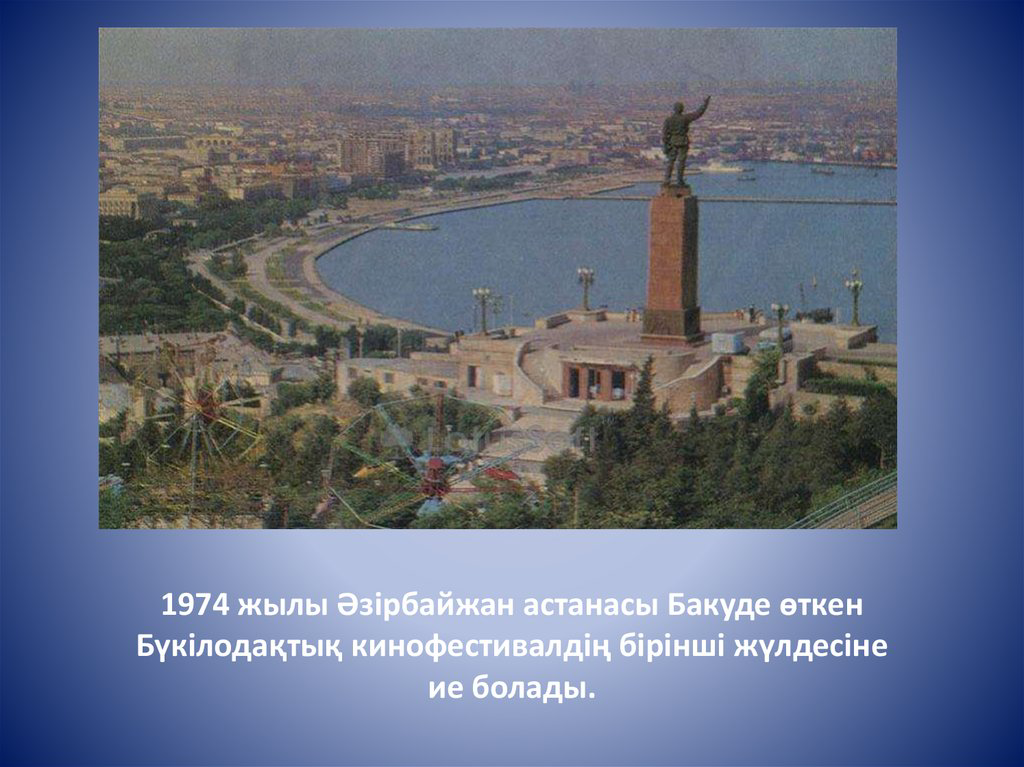 1974 жылы Әзірбайжан астанасы Бакуде өткен
Бүкілодақтық кинофестивалдің бірінші жүлдесіне
ие болады.